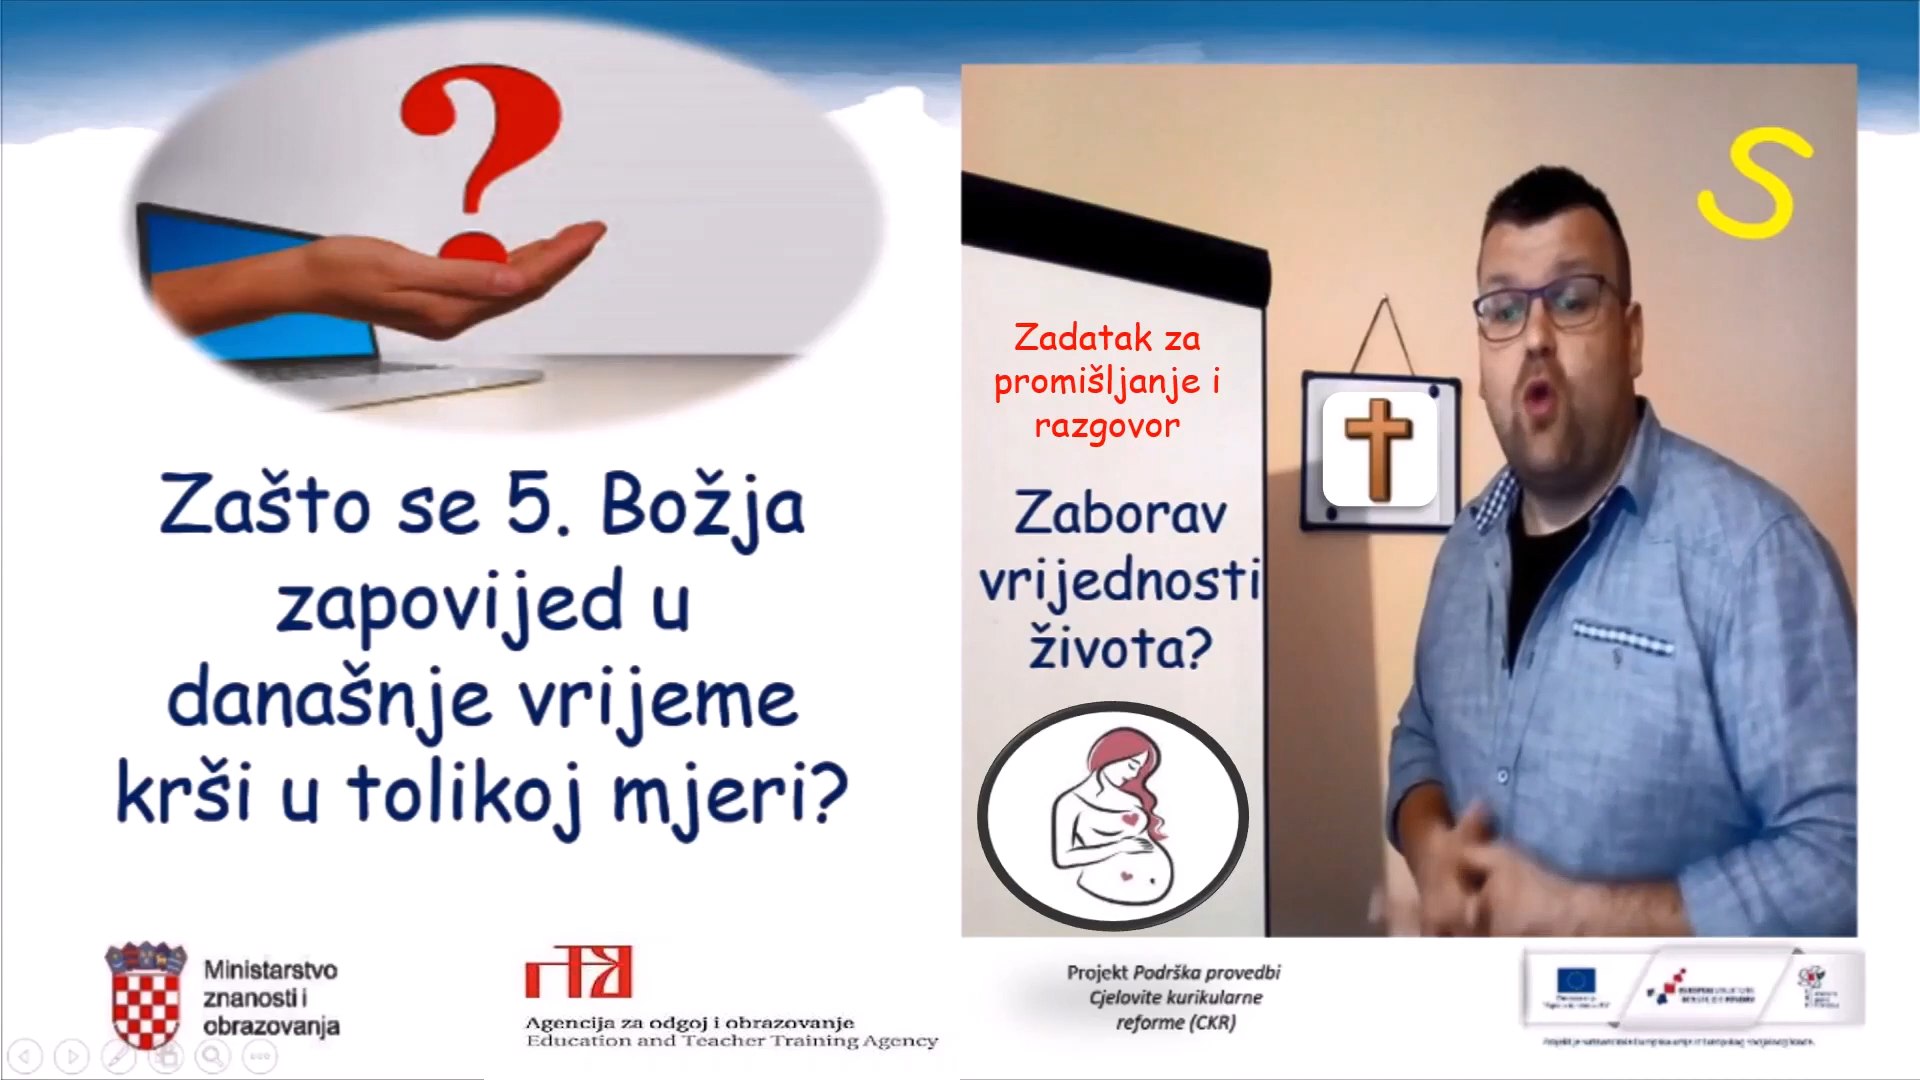 Zašto se 5. Božja
zapovijed u
današnje vrijeme
krši u tolikoj mjeri?
S
Zadatak za
promišljanje i
razgovor
Zaborav
vrijednosti
života?
Ministarstvo
znanosti i
obrazovanja
Agencija za odgoj i obrazovanje
Education and Teacher Training Agency
Projekt Podrška provedbi
Cjelovite kurikularne
reforme (CKR)